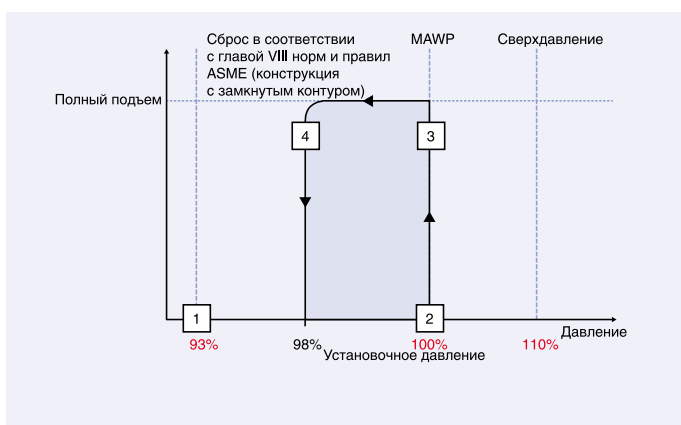 Сброс в соответствии
с главой VIII норм и правил
ASME (конструкция
с замкнутым контуром)
MAWP
Сверхдавление
Полный подъем
4
3
1
2
Давление
93%
98%
100%
110%
Установочное давление